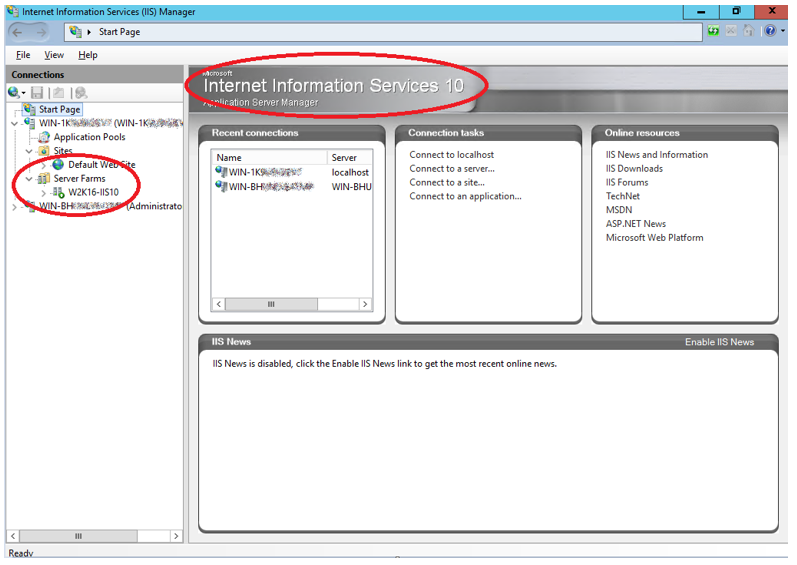 Internet Information Services (IIS) Manager
Start Page
File View Help
Connections
Start Page
WIN-1K (WIN-1K
Application Pools
Sites
Default Web Site
Server Farms
W2K16-IIS10
WIN-BH (Administrato
Microsoft
Internet Information Services 10
Application Server Manager
Recent connections
Name Server
WIN-1K localhost
WIN-BH WIN-BHU
Connection tasks
Connect to localhost
Connect to a server...
Connect to a site...
Connect to an application...
Online resources
IIS News and Information
IIS Downloads
IIS Forums
TechNet
MSDN
ASP.NET News
Microsoft Web Platform
IIS News Enable IIS News
IIS News is disabled, click the Enable IIS News link to get the most recent online news.
Ready